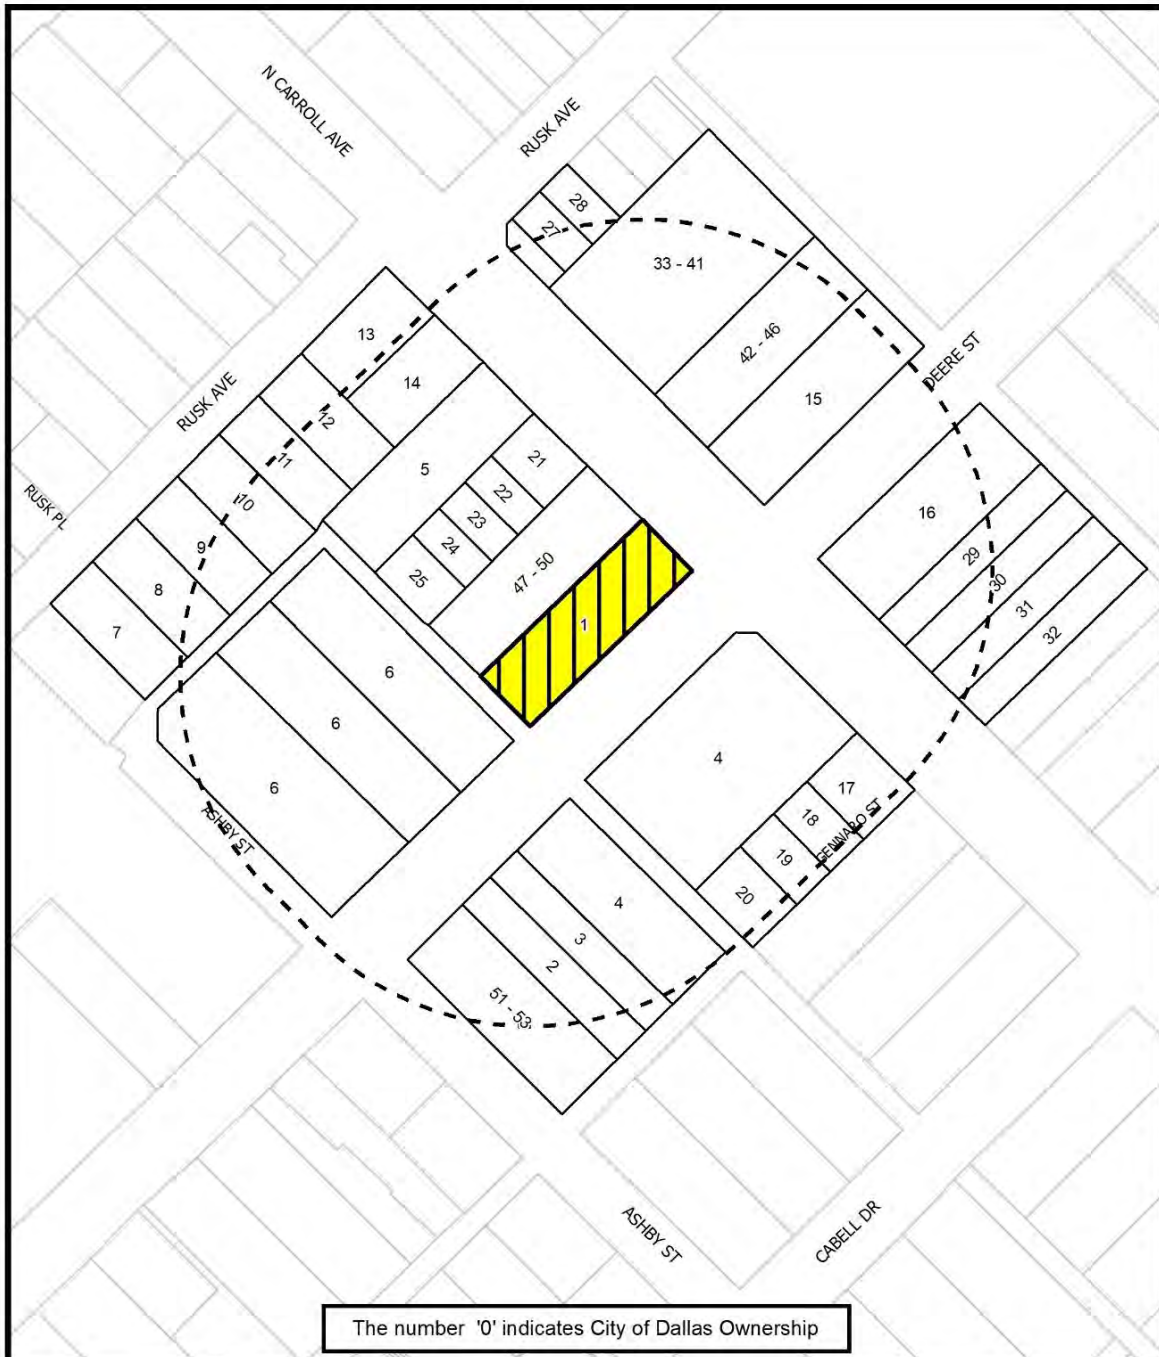 N CARROLL AVE
RUSK AVE
28
27
33 - 41
13
42 - 46
DEERE ST
14
RUSK AVE
12
15
21
11
5
22
RUSK PL
10
23
16
9
24
47 - 50
29
8
25
30
7
1
31
32
6
6
4
6
17
18
ASHBY ST
GENNARO ST
19
20
4
3
2
51 - 53
ASHBY ST
CABELL DR
The number '0' indicates City of Dallas Ownership